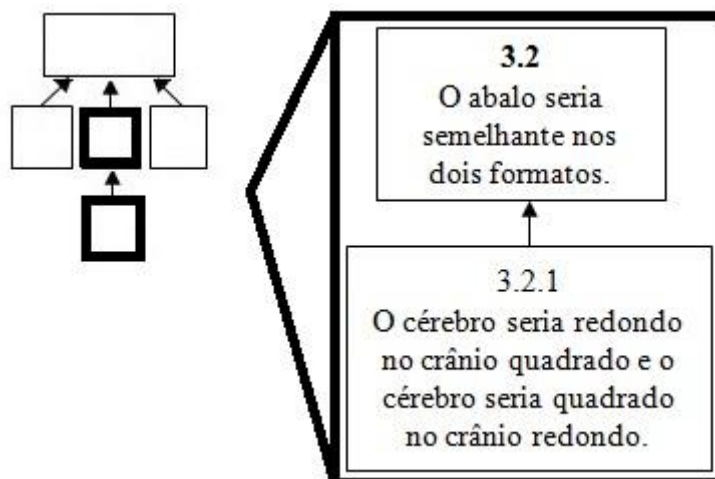 3.2
O abalo seria
semelhante nos
dois formatos.
3.2.1
O cérebro seria redondo
no crânio quadrado e o
cérebro seria quadrado
no crânio redondo.